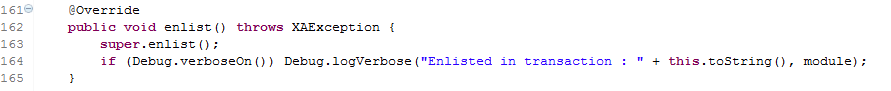 161 @Override
162 public void enlist() throws XAException {
163 super.enlist();
164 if (Debug.verboseOn()) Debug.logVerbose("Enlisted in transaction : " + this.toString(), module);
165 }